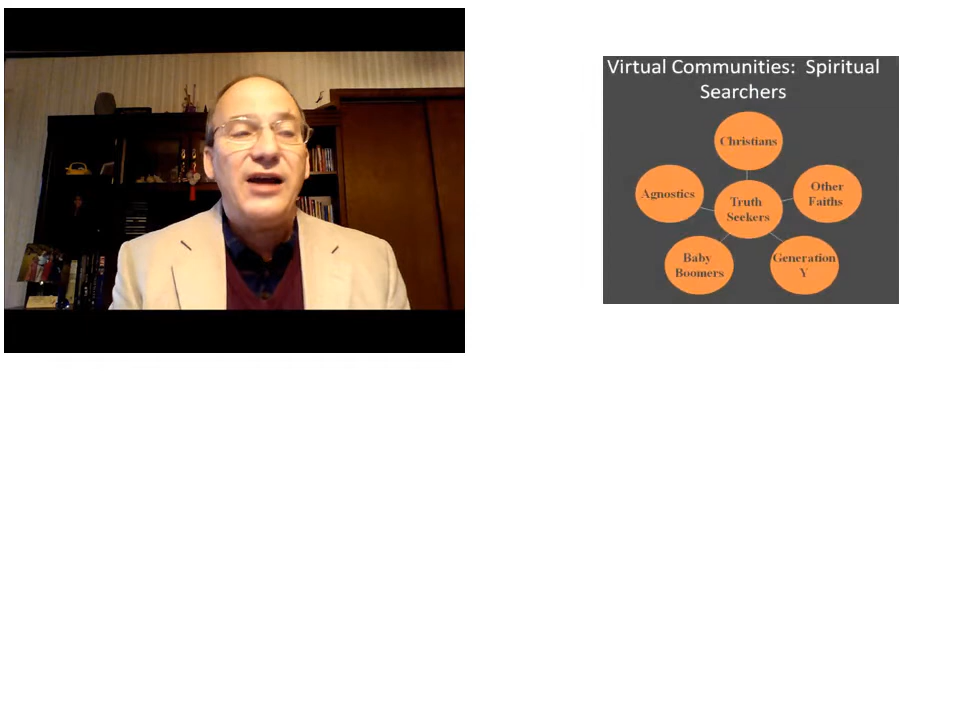 Virtual Communities:  Spiritual
Searchers
Christians
Agnostics
Other
Faiths
Truth
Seekers
Baby
Boomers
Generation
Y